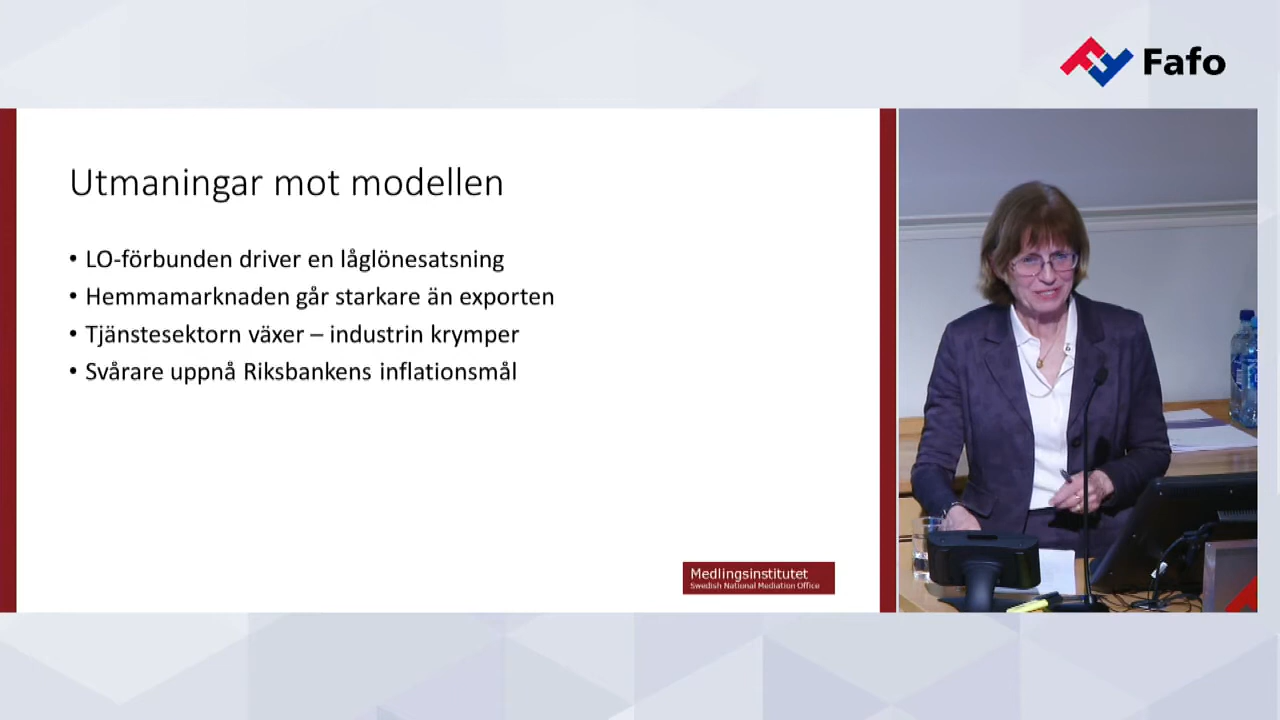 Fafo
Utmaningar mot modellen
• LO-förbunden driver en låglönesatsning
• Hemmamarknaden går starkare än exporten
• Tjänstesektorn växer – industrin krymper
• Svårare uppnå Riksbankens inflationsmål
Medlingsinstitutet
Swedish National Mediation Office